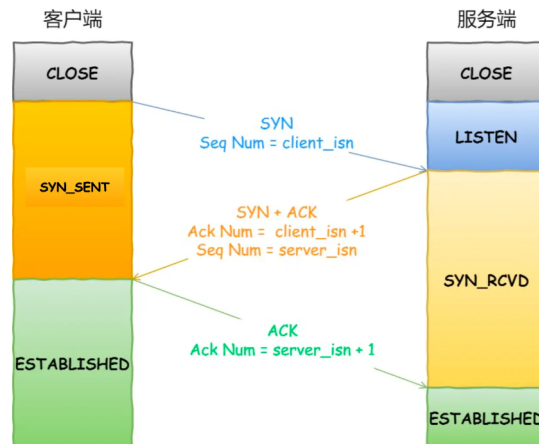 客户端
服务端
CLOSE
CLOSE
SYN
Seq Num = client_isn
LISTEN
SYN_SENT
SYN + ACK
Ack Num = client_isn +1
Seq Num = server_isn
SYN_RCVD
ACK
Ack Num = server_isn + 1
ESTABLISHED
ESTABLISHED